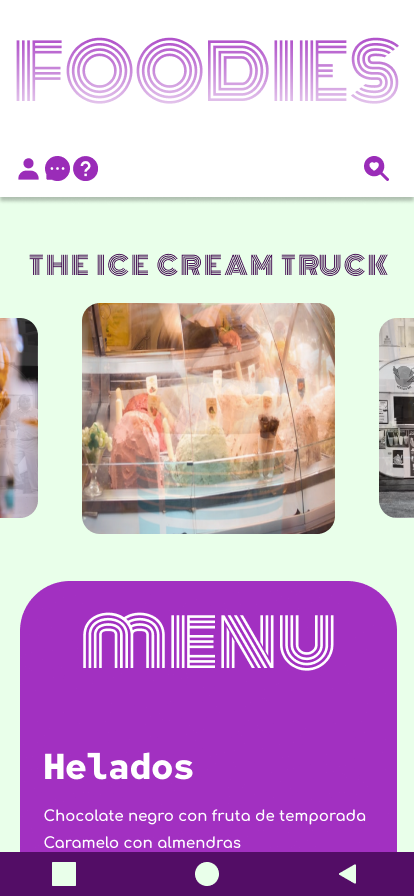 FOODIES
THE ICE CREAM TRUCK
MENU
Helados
Chocolate negro con fruta de temporada
Caramelo con almendras